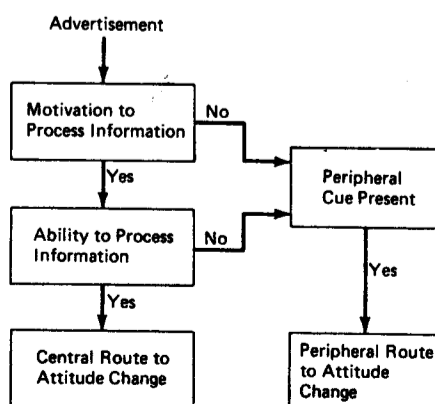 Advertisement
Motivation to
Process Information
No
Yes
Peripheral
Cue Present
Ability to Process
Information
No
Yes
Yes
Central Route to
Attitude Change
Peripheral Route
to Attitude
Change